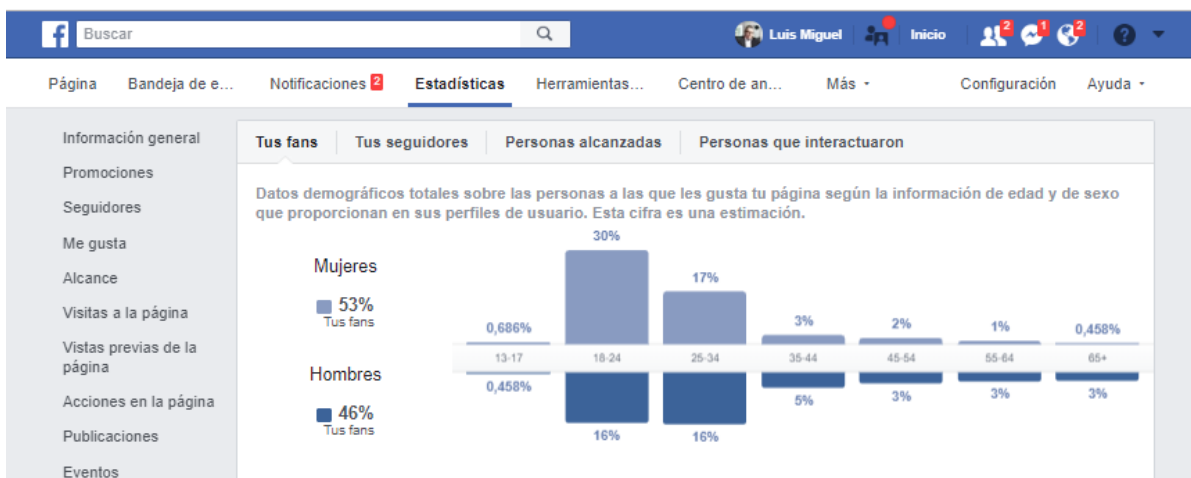 f Buscar Luis Miguel Inicio 2 1 2 ?
Página Bandeja de e... Notificaciones 2 Estadísticas Herramientas... Centro de an... Más Configuración Ayuda
Información general
Promociones
Seguidores
Me gusta
Alcance
Visitas a la página
Vistas previas de la
página
Acciones en la página
Publicaciones
Eventos
Tus fans Tus seguidores Personas alcanzadas Personas que interactuaron
Datos demográficos totales sobre las personas a las que les gusta tu página según la información de edad y de sexo
que proporcionan en sus perfiles de usuario. Esta cifra es una estimación.
Mujeres
53%
Tus fans
0,686% 30% 17% 3% 2% 1% 0,458%
13-17 18-24 25-34 35-44 45-54 55-64 65+
Hombres
46%
Tus fans
0,458% 16% 16% 5% 3% 3% 3%